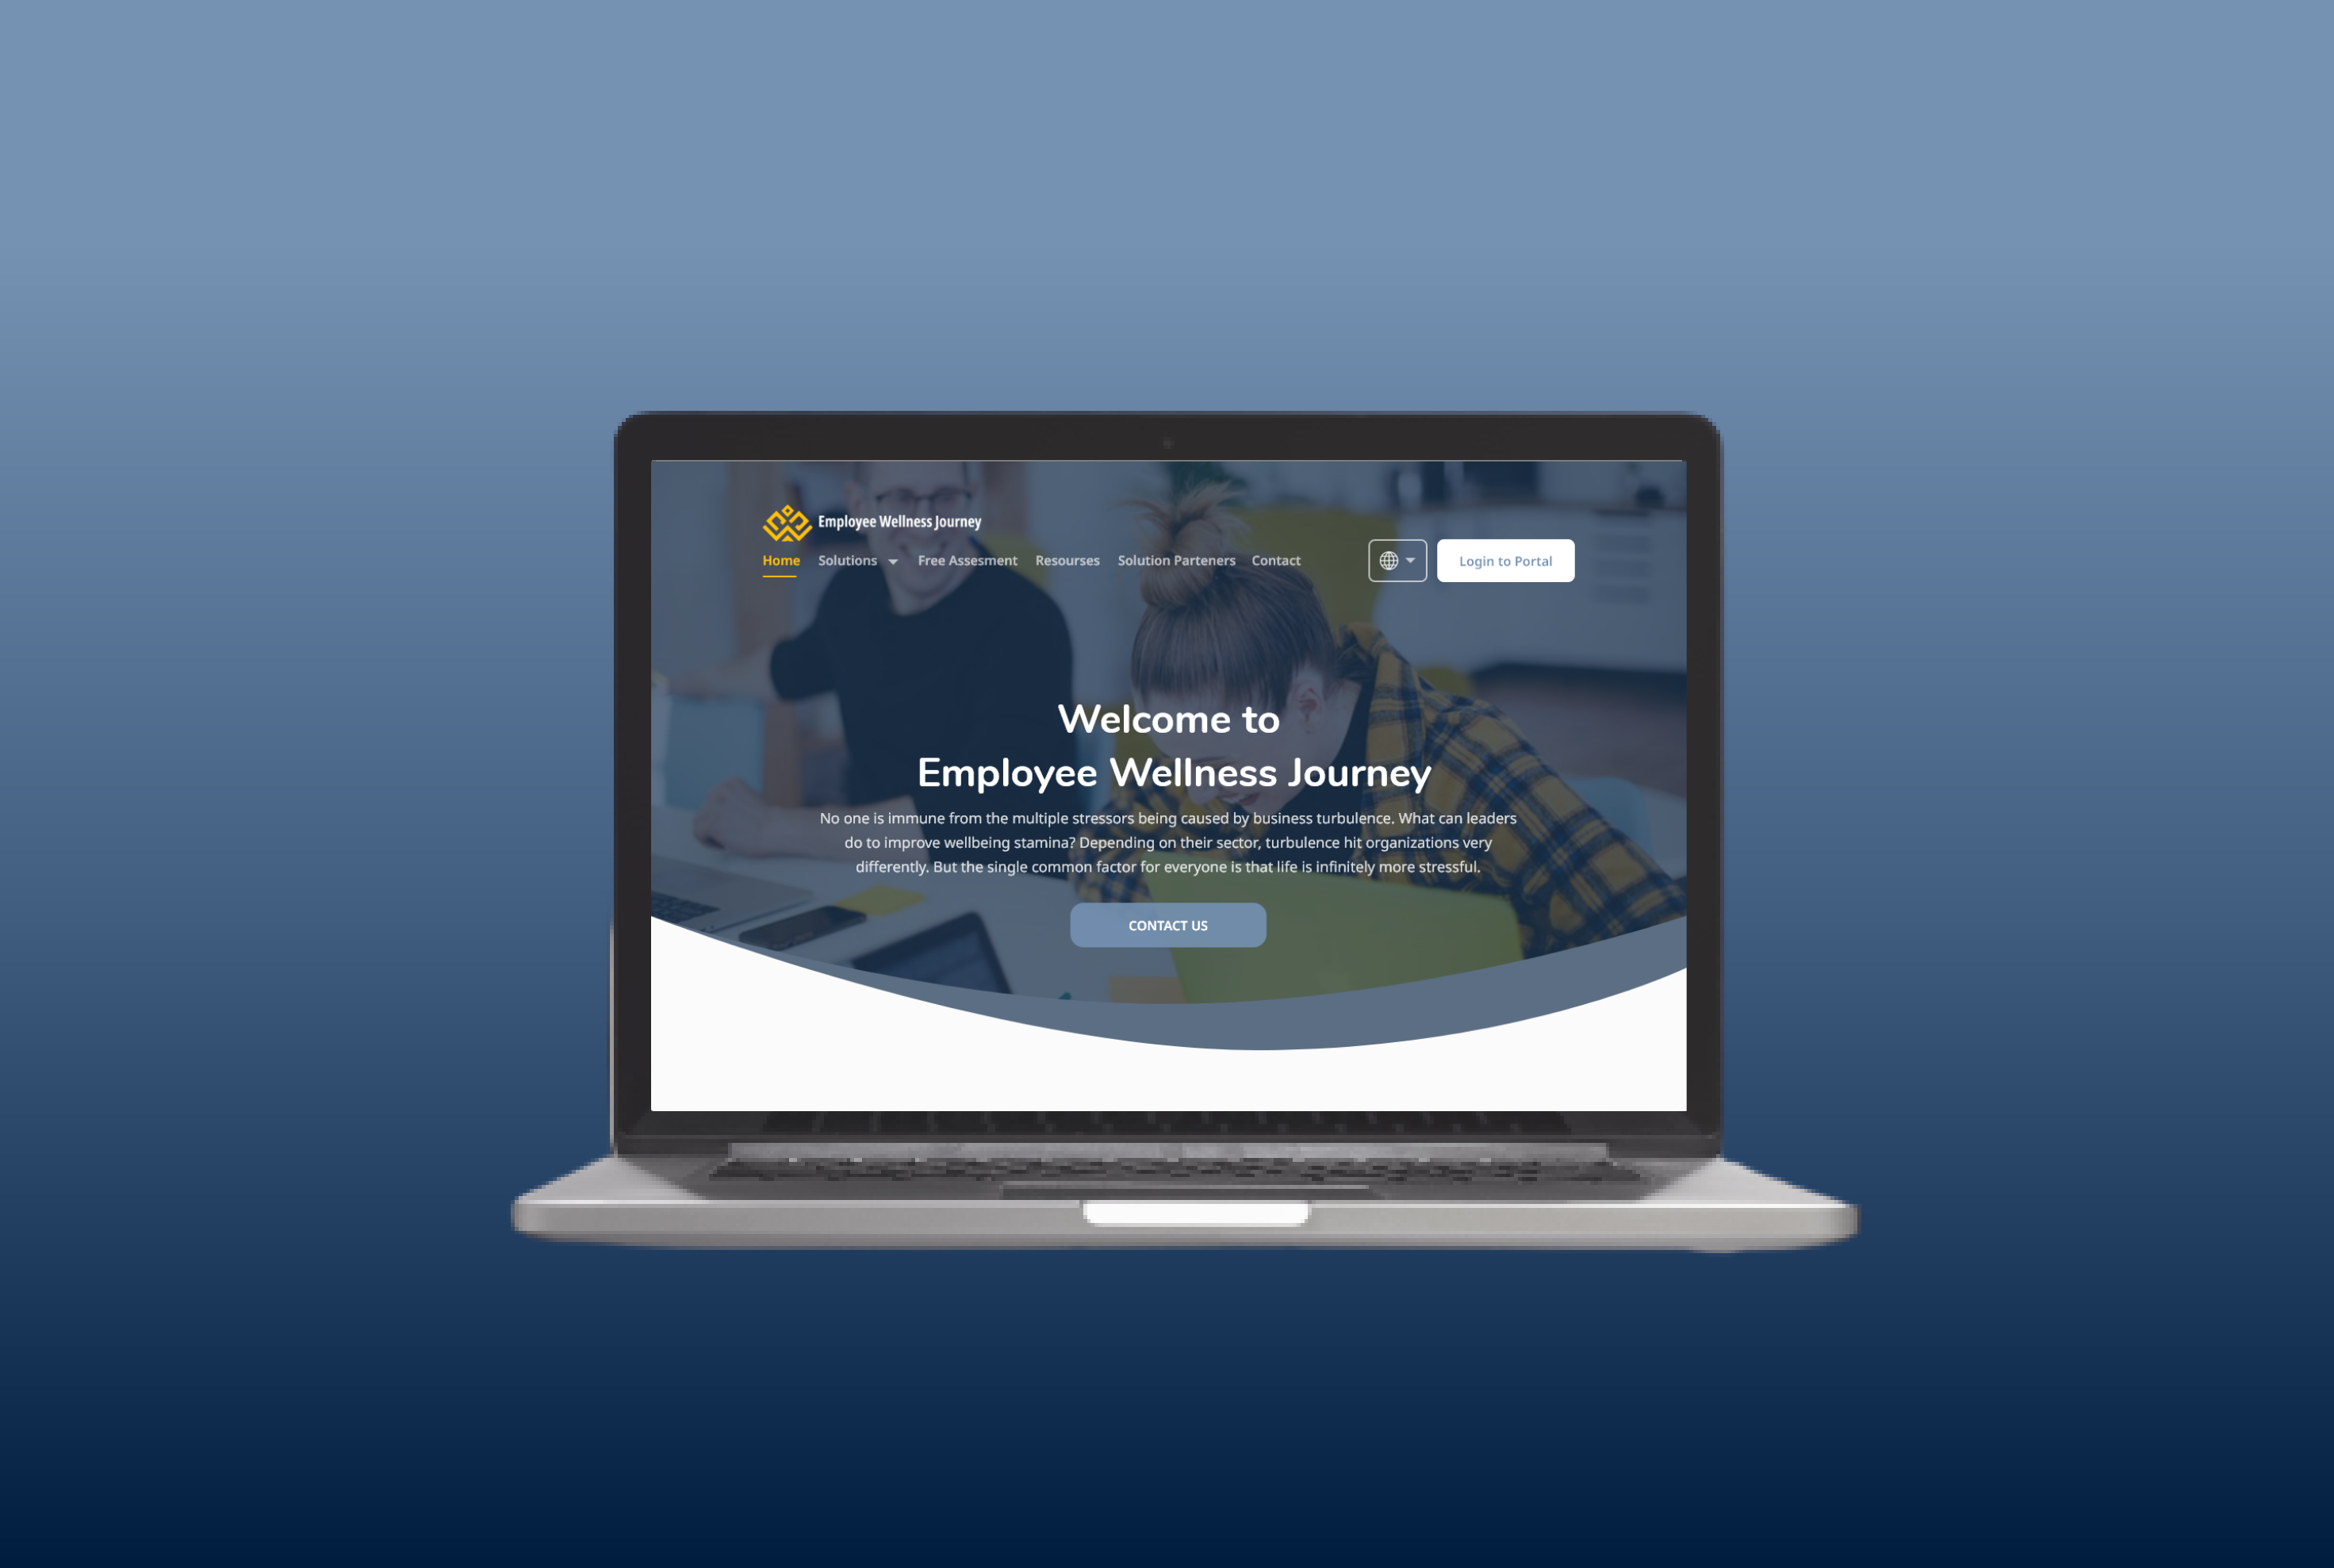 Employee Wellness Journey
Home Solutions Free Assesment Resourses Solution Parteners Contact Login to Portal
Welcome to
Employee Wellness Journey
No one is immune from the multiple stressors being caused by business turbulence. What can leaders
do to improve wellbeing stamina? Depending on their sector, turbulence hit organizations very
differently. But the single common factor for everyone is that life is infinitely more stressful.
CONTACT US